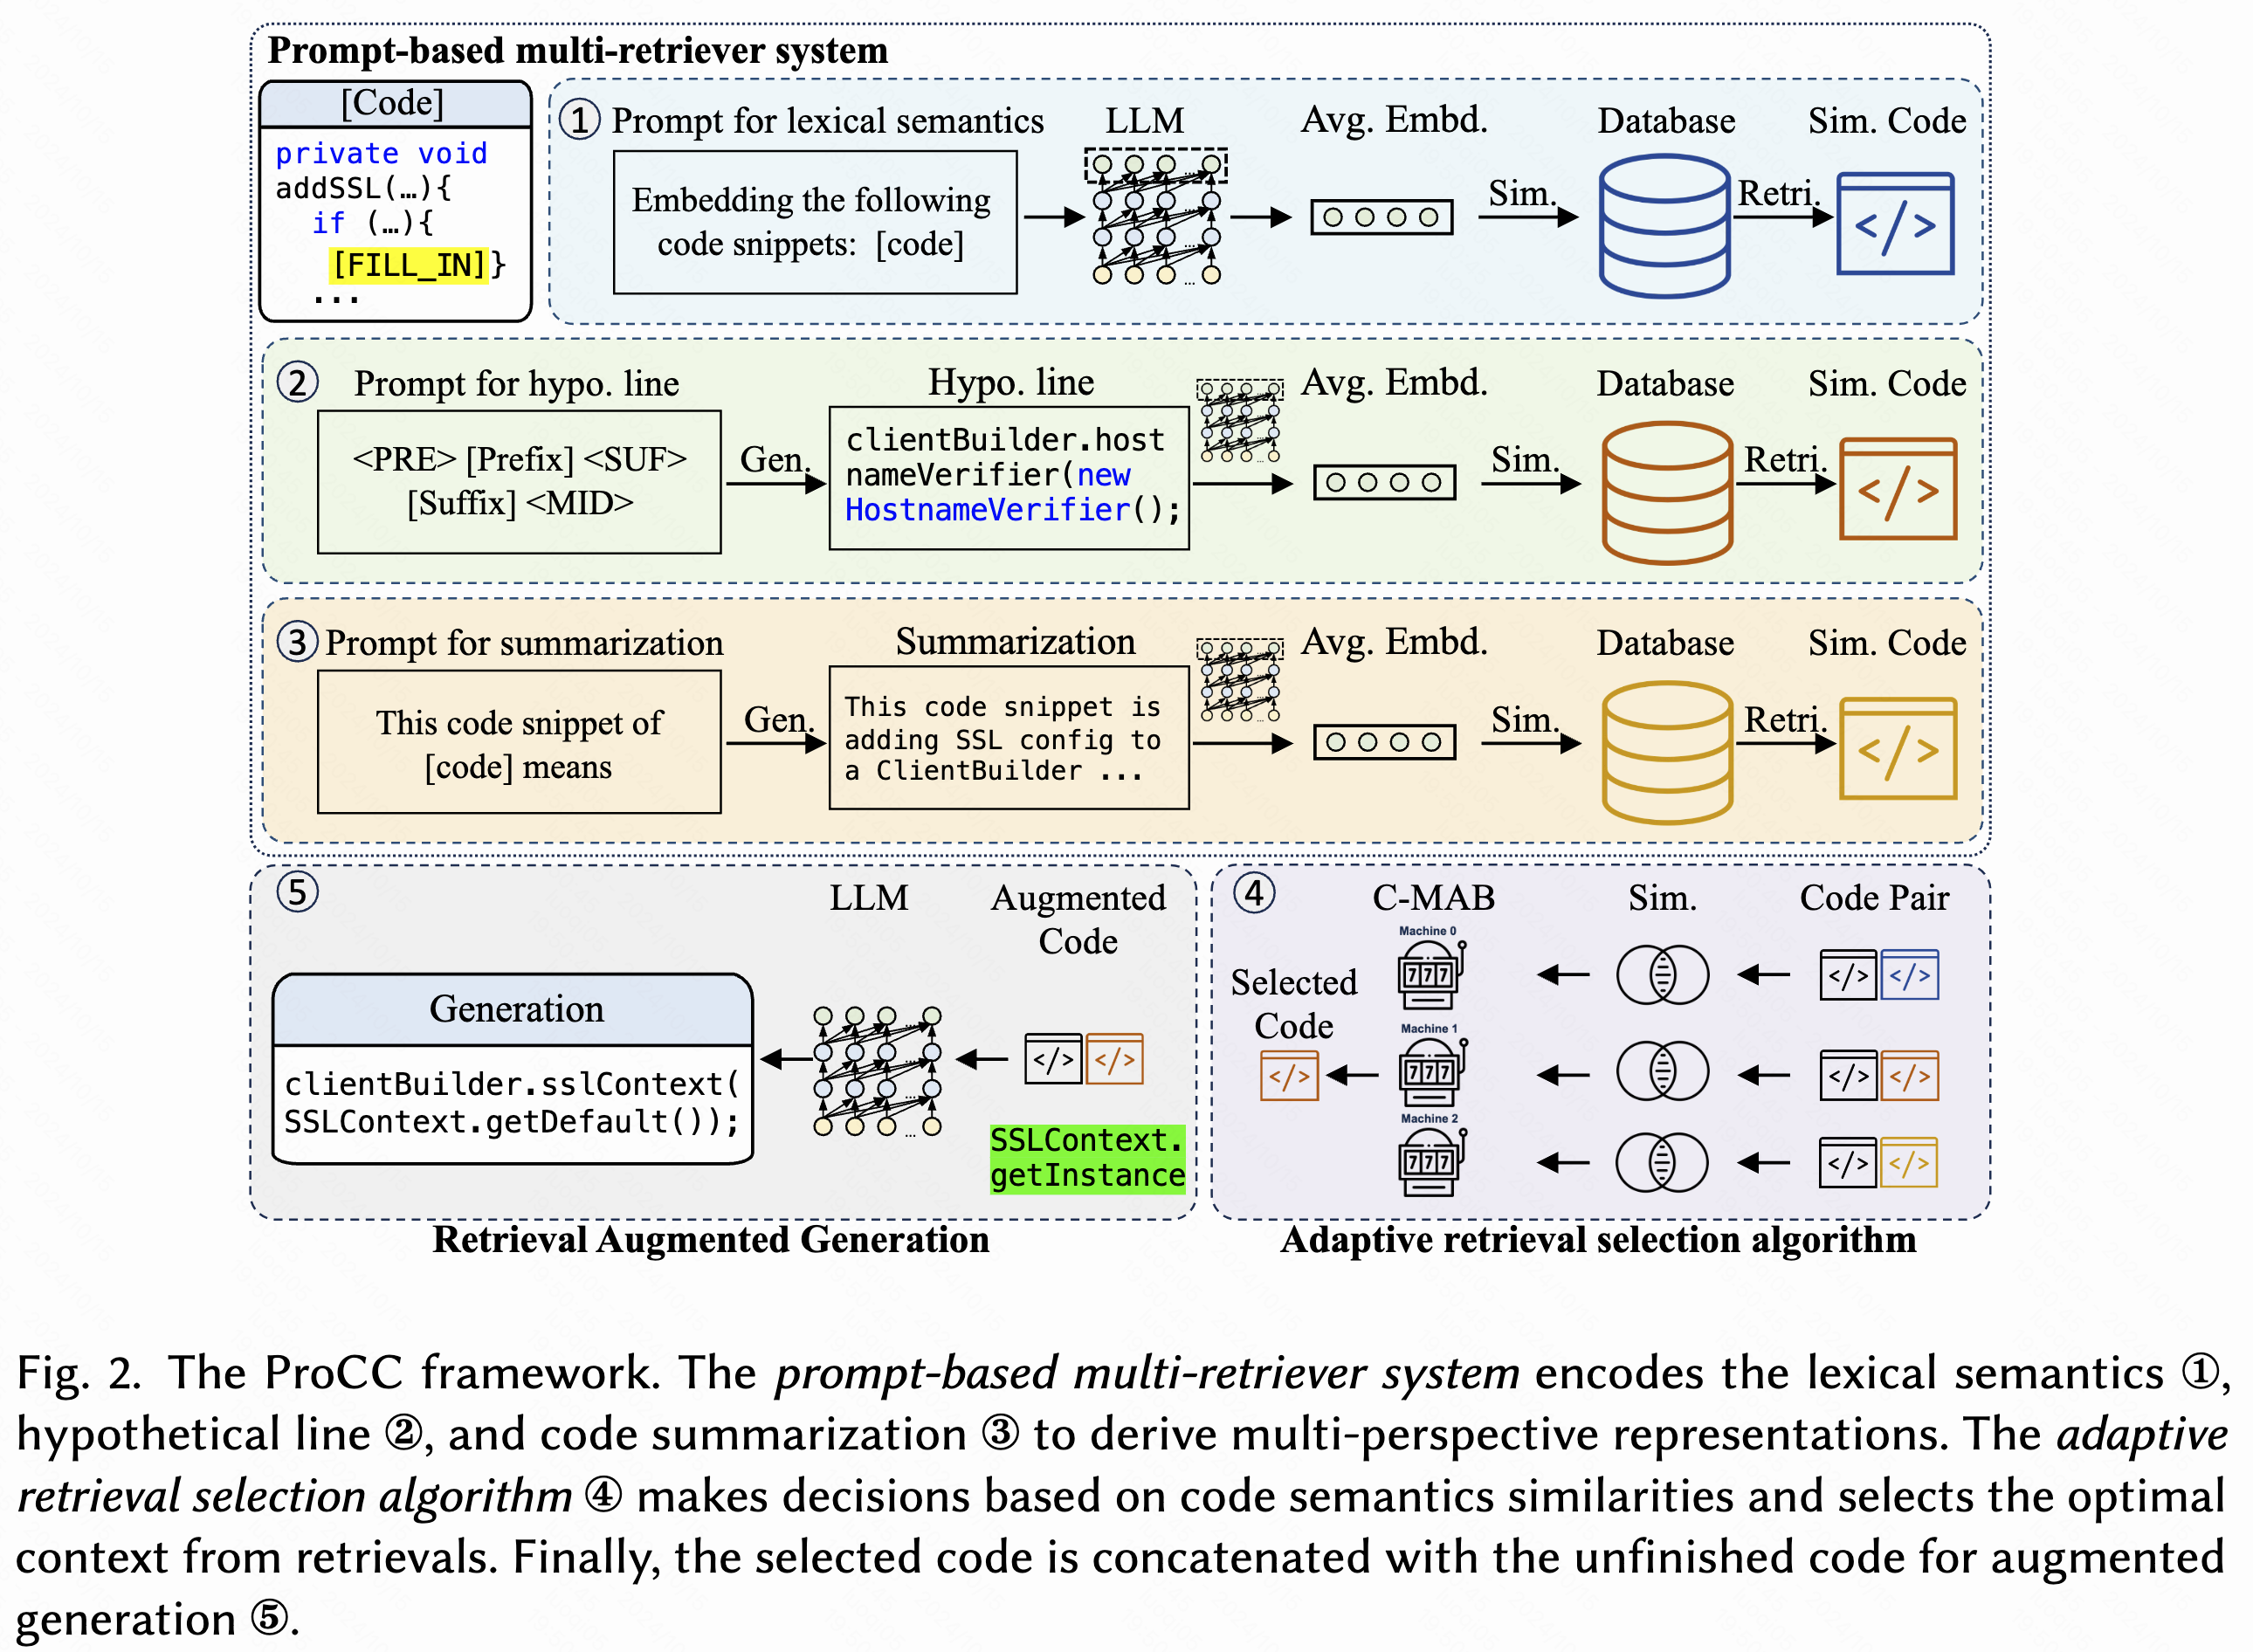 Prompt-based multi-retriever system
[Code]
private void
addSSL(…){
if (…){
[FILL_IN]}
...
① Prompt for lexical semantics
LLM
Avg. Embd.
Database
Sim. Code
Embedding the following
code snippets: [code]
Sim.
Retri.
② Prompt for hypo. line
Hypo. line
Avg. Embd.
Database
Sim. Code
<PRE> [Prefix] <SUF>
[Suffix] <MID>
Gen.
clientBuilder.host
nameVerifier(new
HostnameVerifier();
Sim.
Retri.
③ Prompt for summarization
Summarization
Avg. Embd.
Database
Sim. Code
This code snippet of
[code] means
Gen.
This code snippet is
adding SSL config to
a ClientBuilder ...
Sim.
Retri.
⑤
LLM
Augmented
Code
Generation
clientBuilder.sslContext(
SSLContext.getDefault());
SSLContext.
getInstance
Retrieval Augmented Generation
④
C-MAB
Sim.
Code Pair
Machine 0
777
Selected
Code
Machine 1
777
Machine 2
777
Adaptive retrieval selection algorithm
Fig. 2. The ProCC framework. The prompt-based multi-retriever system encodes the lexical semantics ①,
hypothetical line ②, and code summarization ③ to derive multi-perspective representations. The adaptive
retrieval selection algorithm ④ makes decisions based on code semantics similarities and selects the optimal
context from retrievals. Finally, the selected code is concatenated with the unfinished code for augmented
generation ⑤.